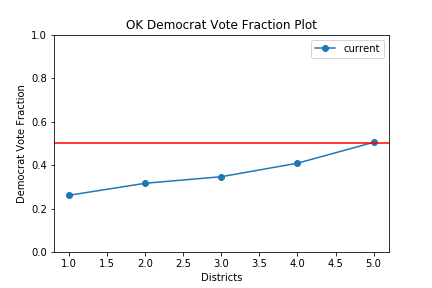 OK Democrat Vote Fraction Plot
current
Democrat Vote Fraction
1.0
0.8
0.6
0.4
0.2
0.0
1.0 1.5 2.0 2.5 3.0 3.5 4.0 4.5 5.0
Districts